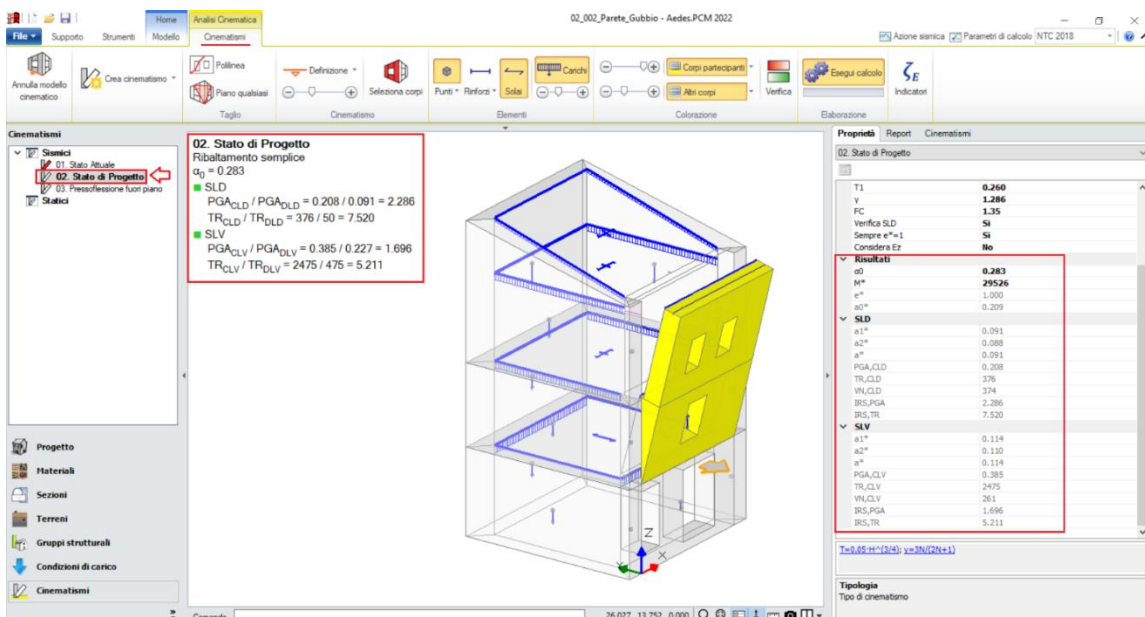 02_002_Parete_Gubbio - Aedes.PCM 2022
Home
Analisi Cinematica
File
Supporto
Strumenti
Modello
Cinematismi
Azione sismica
Parametri di calcolo
NTC 2018
Annulla modello cinematico
Crea cinematismo
Polilinea
Piano qualsiasi
Taglio
Definizione
Seleziona corpi
Cinematismo
Punti
Rinforzi
Solai
Carichi
Elementi
Corpi partecipanti
Altri corpi
Verifica
Colorazione
Esegui calcolo
Indicatori
ζE
Elaborazione
Cinematismi
Sismici
01. Stato Attuale
02. Stato di Progetto
03. Pressoflessione fuori piano
Statici
02. Stato di Progetto
Ribaltamento semplice
α0 = 0.283
SLD
PGACLD / PGADLD = 0.208 / 0.091 = 2.286
TRCLD / TRDLD = 376 / 50 = 7.520
SLV
PGACLV / PGADLV = 0.385 / 0.227 = 1.696
TRCLV / TRDLV = 2475 / 475 = 5.211
Z
X
Progetto
Materiali
Sezioni
Terreni
Gruppi strutturali
Condizioni di carico
Cinematismi
Comando
26.027 13.752 0.000
Proprietà
Report
Cinematismi
02. Stato di Progetto
T1 0.260
γ 1.286
FC 1.35
Verifica SLD Si
Sempre e*=1 Si
Considera Ez No
Risultati
α0 0.283
M* 29526
e* 1.000
a0* 0.209
SLD
a1* 0.091
a2* 0.088
a* 0.091
PGA,CLD 0.208
TR,CLD 376
VN,CLD 374
IRS,PGA 2.286
IRS,TR 7.520
SLV
a1* 0.114
a2* 0.110
a* 0.114
PGA,CLV 0.385
TR,CLV 2475
VN,CLV 261
IRS,PGA 1.696
IRS,TR 5.211
T=0.05·H^(3/4); γ=3N/(2N+1)
Tipologia
Tipo di cinematismo